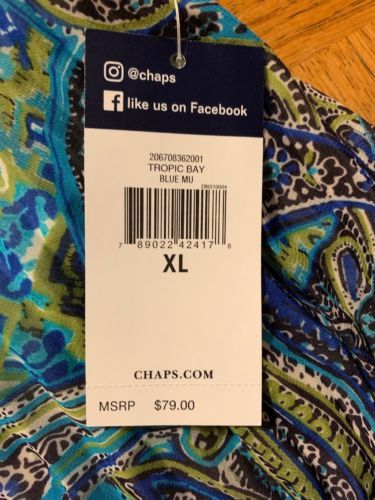 @chaps
like us on Facebook
206708362001
TROPIC BAY
BLUE MU
ONG10004
7 89022 42417 8
XL
CHAPS.COM
MSRP $79.00